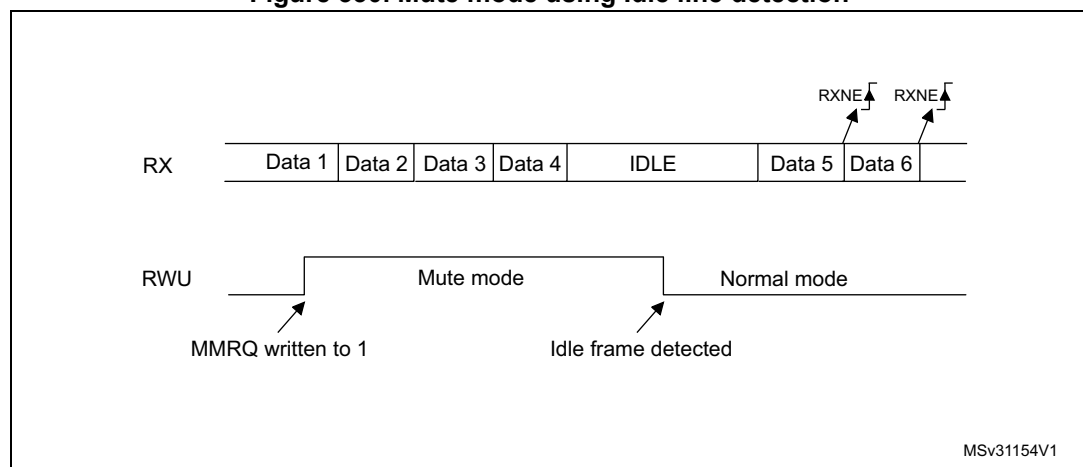 RXNE RXNE
RX Data 1 Data 2 Data 3 Data 4 IDLE Data 5 Data 6
RWU Mute mode Normal mode
MMRQ written to 1 Idle frame detected
MSv31154V1